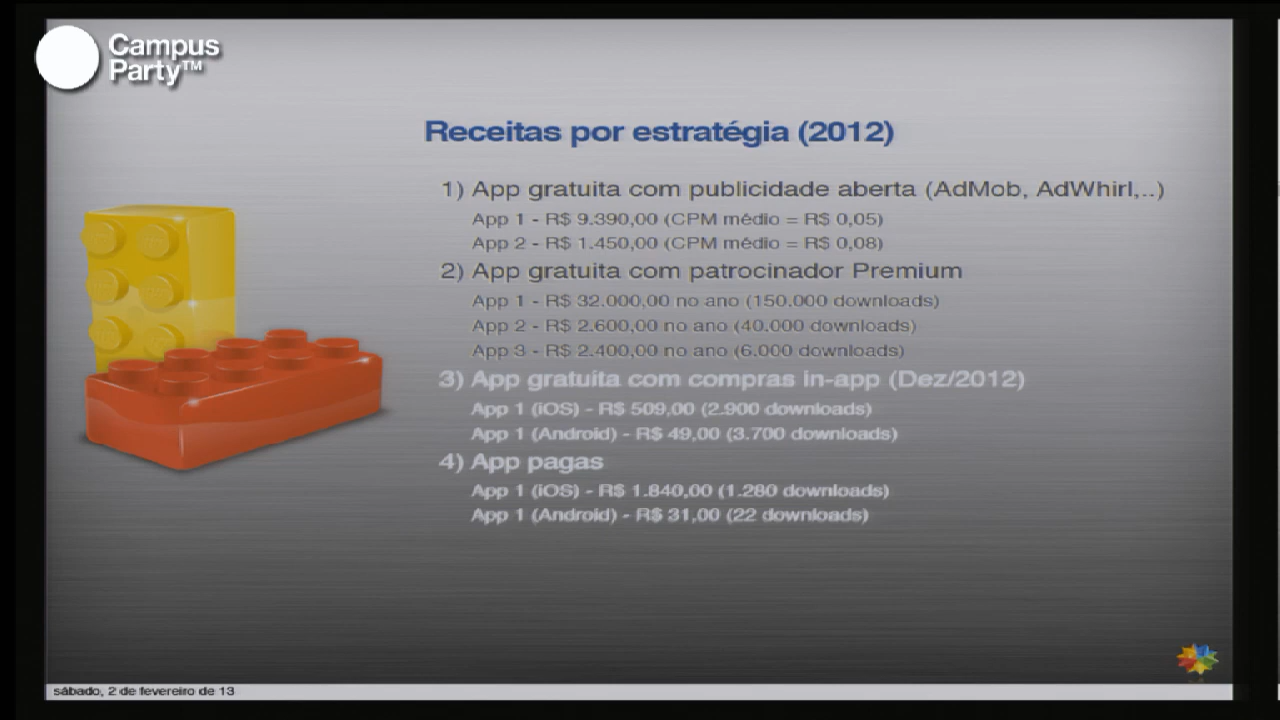 Campus
Party™
Receitas por estratégia (2012)
1) App gratuita com publicidade aberta (AdMob, AdWhirl,..)
App 1 - R$ 9.390,00 (CPM médio = R$ 0,05)
App 2 - R$ 1.450,00 (CPM médio = R$ 0,08)
2) App gratuita com patrocinador Premium
App 1 - R$ 32.000,00 no ano (150.000 downloads)
App 2 - R$ 2.600,00 no ano (40.000 downloads)
App 3 - R$ 2.400,00 no ano (6.000 downloads)
3) App gratuita com compras in-app (Dez/2012)
App 1 (iOS) - R$ 509,00 (2.900 downloads)
App 1 (Android) - R$ 49,00 (3.700 downloads)
4) App pagas
App 1 (iOS) - R$ 1.840,00 (1.280 downloads)
App 1 (Android) - R$ 31,00 (22 downloads)
sábado, 2 de fevereiro de 13